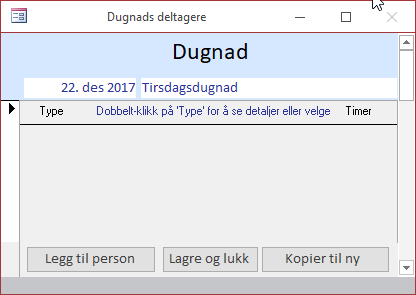 Dugnads deltagere
Dugnad
22. des 2017 Tirsdagsdugnad
Type Dobbelt-klikk på 'Type' for å se detaljer eller velge Timer
Legg til person Lagre og lukk Kopier til ny